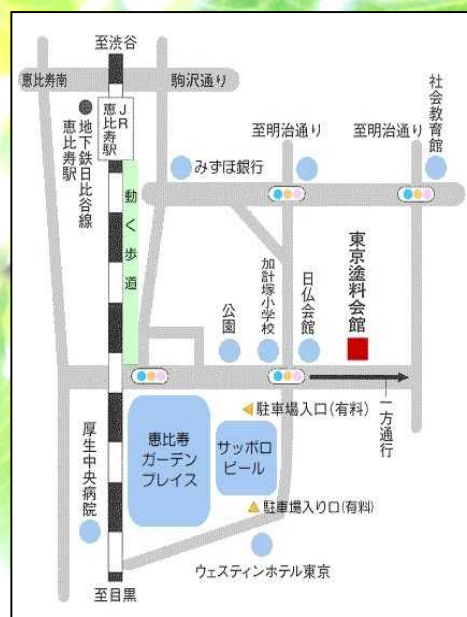 至渋谷
恵比寿南
駒沢通り
社会教育館
JR恵比寿駅
地下鉄日比谷線
恵比寿駅
至明治通り
至明治通り
みずほ銀行
動く歩道
東京塗料会館
加計塚小学校
日仏会館
公園
駐車場入口(有料)
一方通行
恵比寿
ガーデン
プレイス
サッポロ
ビール
厚生中央病院
駐車場入り口(有料)
ウェスティンホテル東京
至目黒